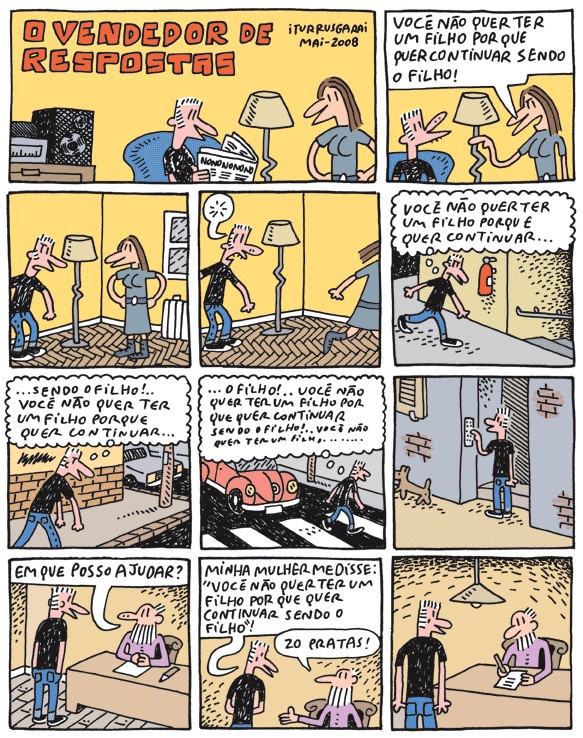 O VENDEDOR DE
RESPOSTAS
ITURRUSGARAI
MAI-2008
NONONONONO
VOCÊ NÃO QUER TER
UM FILHO PORQUE
QUER CONTINUAR SENDO
O FILHO!
VOCÊ NÃO QUER TER
UM FILHO PORQUE
QUER CONTINUAR...
...SENDO O FILHO!..
VOCÊ NÃO QUER TER
UM FILHO PORQUE
QUER CONTINUAR...
...O FILHO!.. VOCÊ NÃO
QUER TER UM FILHO POR
QUE QUER CONTINUAR
SENDO O FILHO!.. VOCÊ NÃO
QUER TER UM FILH...........
EM QUE POSSO AJUDAR?
MINHA MULHER ME DISSE:
"VOCÊ NÃO QUER TER UM
FILHO POR QUE QUER
CONTINUAR SENDO O
FILHO"!
20 PRATAS!